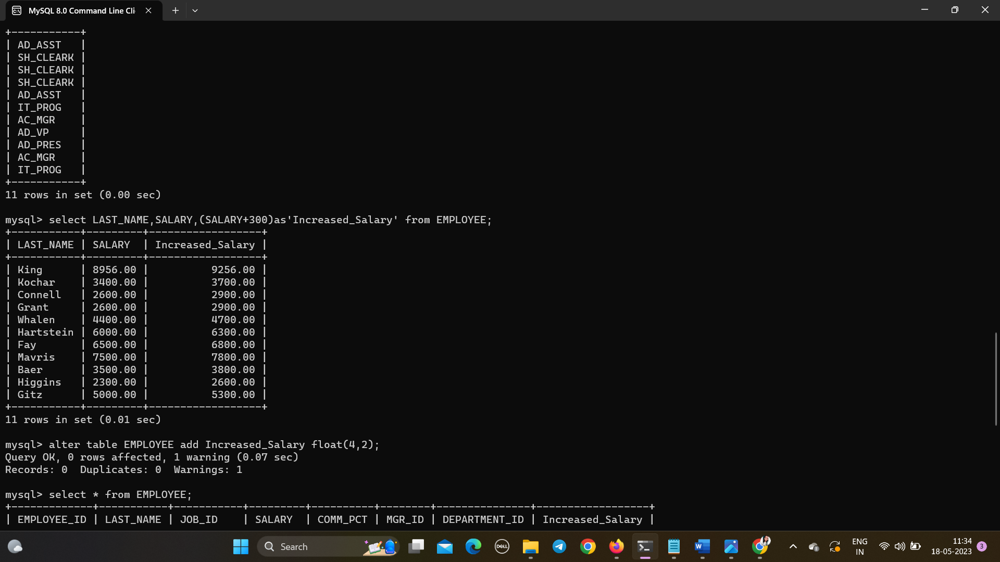 MySQL 8.0 Command Line Cli
+-----------+
| AD_ASST   |
| SH_CLEARK |
| SH_CLEARK |
| SH_CLEARK |
| AD_ASST   |
| IT_PROG   |
| AC_MGR    |
| AD_VP     |
| AD_PRES   |
| AC_MGR    |
| IT_PROG   |
+-----------+
11 rows in set (0.00 sec)
mysql> select LAST_NAME,SALARY,(SALARY+300)as'Increased_Salary' from EMPLOYEE;
+-----------+---------+------------------+
| LAST_NAME | SALARY  | Increased_Salary |
+-----------+---------+------------------+
| King      | 8956.00 |          9256.00 |
| Kochar    | 3400.00 |          3700.00 |
| Connell   | 2600.00 |          2900.00 |
| Grant     | 2600.00 |          2900.00 |
| Whalen    | 4400.00 |          4700.00 |
| Hartstein | 6000.00 |          6300.00 |
| Fay       | 6500.00 |          6800.00 |
| Mavris    | 7500.00 |          7800.00 |
| Baer      | 3500.00 |          3800.00 |
| Higgins   | 2300.00 |          2600.00 |
| Gitz      | 5000.00 |          5300.00 |
+-----------+---------+------------------+
11 rows in set (0.01 sec)
mysql> alter table EMPLOYEE add Increased_Salary float(4,2);
Query OK, 0 rows affected, 1 warning (0.07 sec)
Records: 0  Duplicates: 0  Warnings: 1
mysql> select * from EMPLOYEE;
+-------------+-----------+-----------+---------+----------+--------+---------------+------------------+
| EMPLOYEE_ID | LAST_NAME | JOB_ID    | SALARY  | COMM_PCT | MGR_ID | DEPARTMENT_ID | Increased_Salary |
Search
DELL
W
ENG
IN
11:34
18-05-2023
3